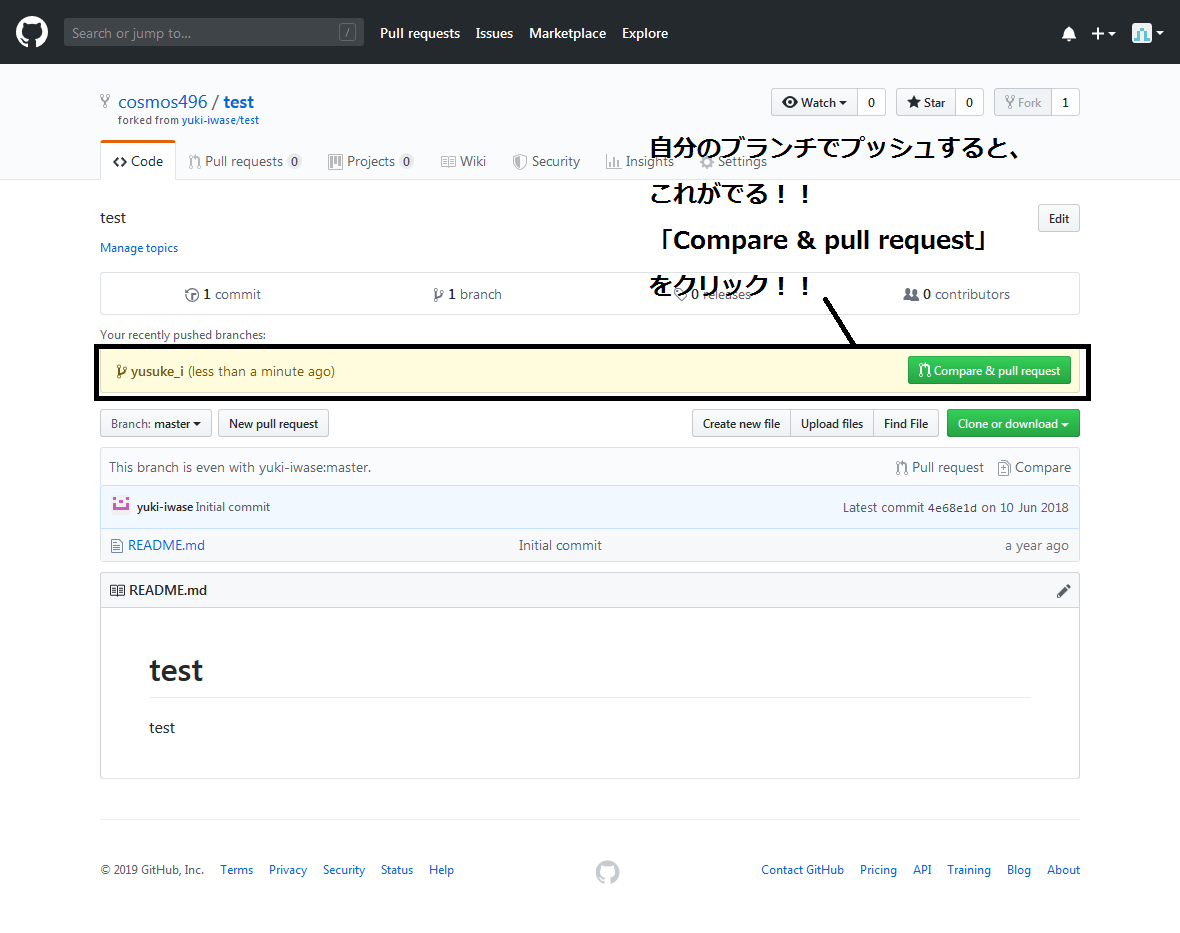 Search or jump to... /
Pull requests Issues Marketplace Explore
cosmos496 / test
forked from yuki-iwase/test
Watch 0 Star 0 Fork 1
Code Pull requests 0 Projects 0 Wiki Security Insights Settings
自分のブランチでプッシュすると、
これがでる！！
「Compare & pull request」
をクリック！！
test
Edit
Manage topics
1 commit 1 branch 0 releases 0 contributors
Your recently pushed branches:
yusuke_i (less than a minute ago) Compare & pull request
Branch: master New pull request Create new file Upload files Find File Clone or download
This branch is even with yuki-iwase:master. Pull request Compare
yuki-iwase Initial commit Latest commit 4e68e1d on 10 Jun 2018
README.md Initial commit a year ago
README.md
test
test
© 2019 GitHub, Inc. Terms Privacy Security Status Help Contact GitHub Pricing API Training Blog About